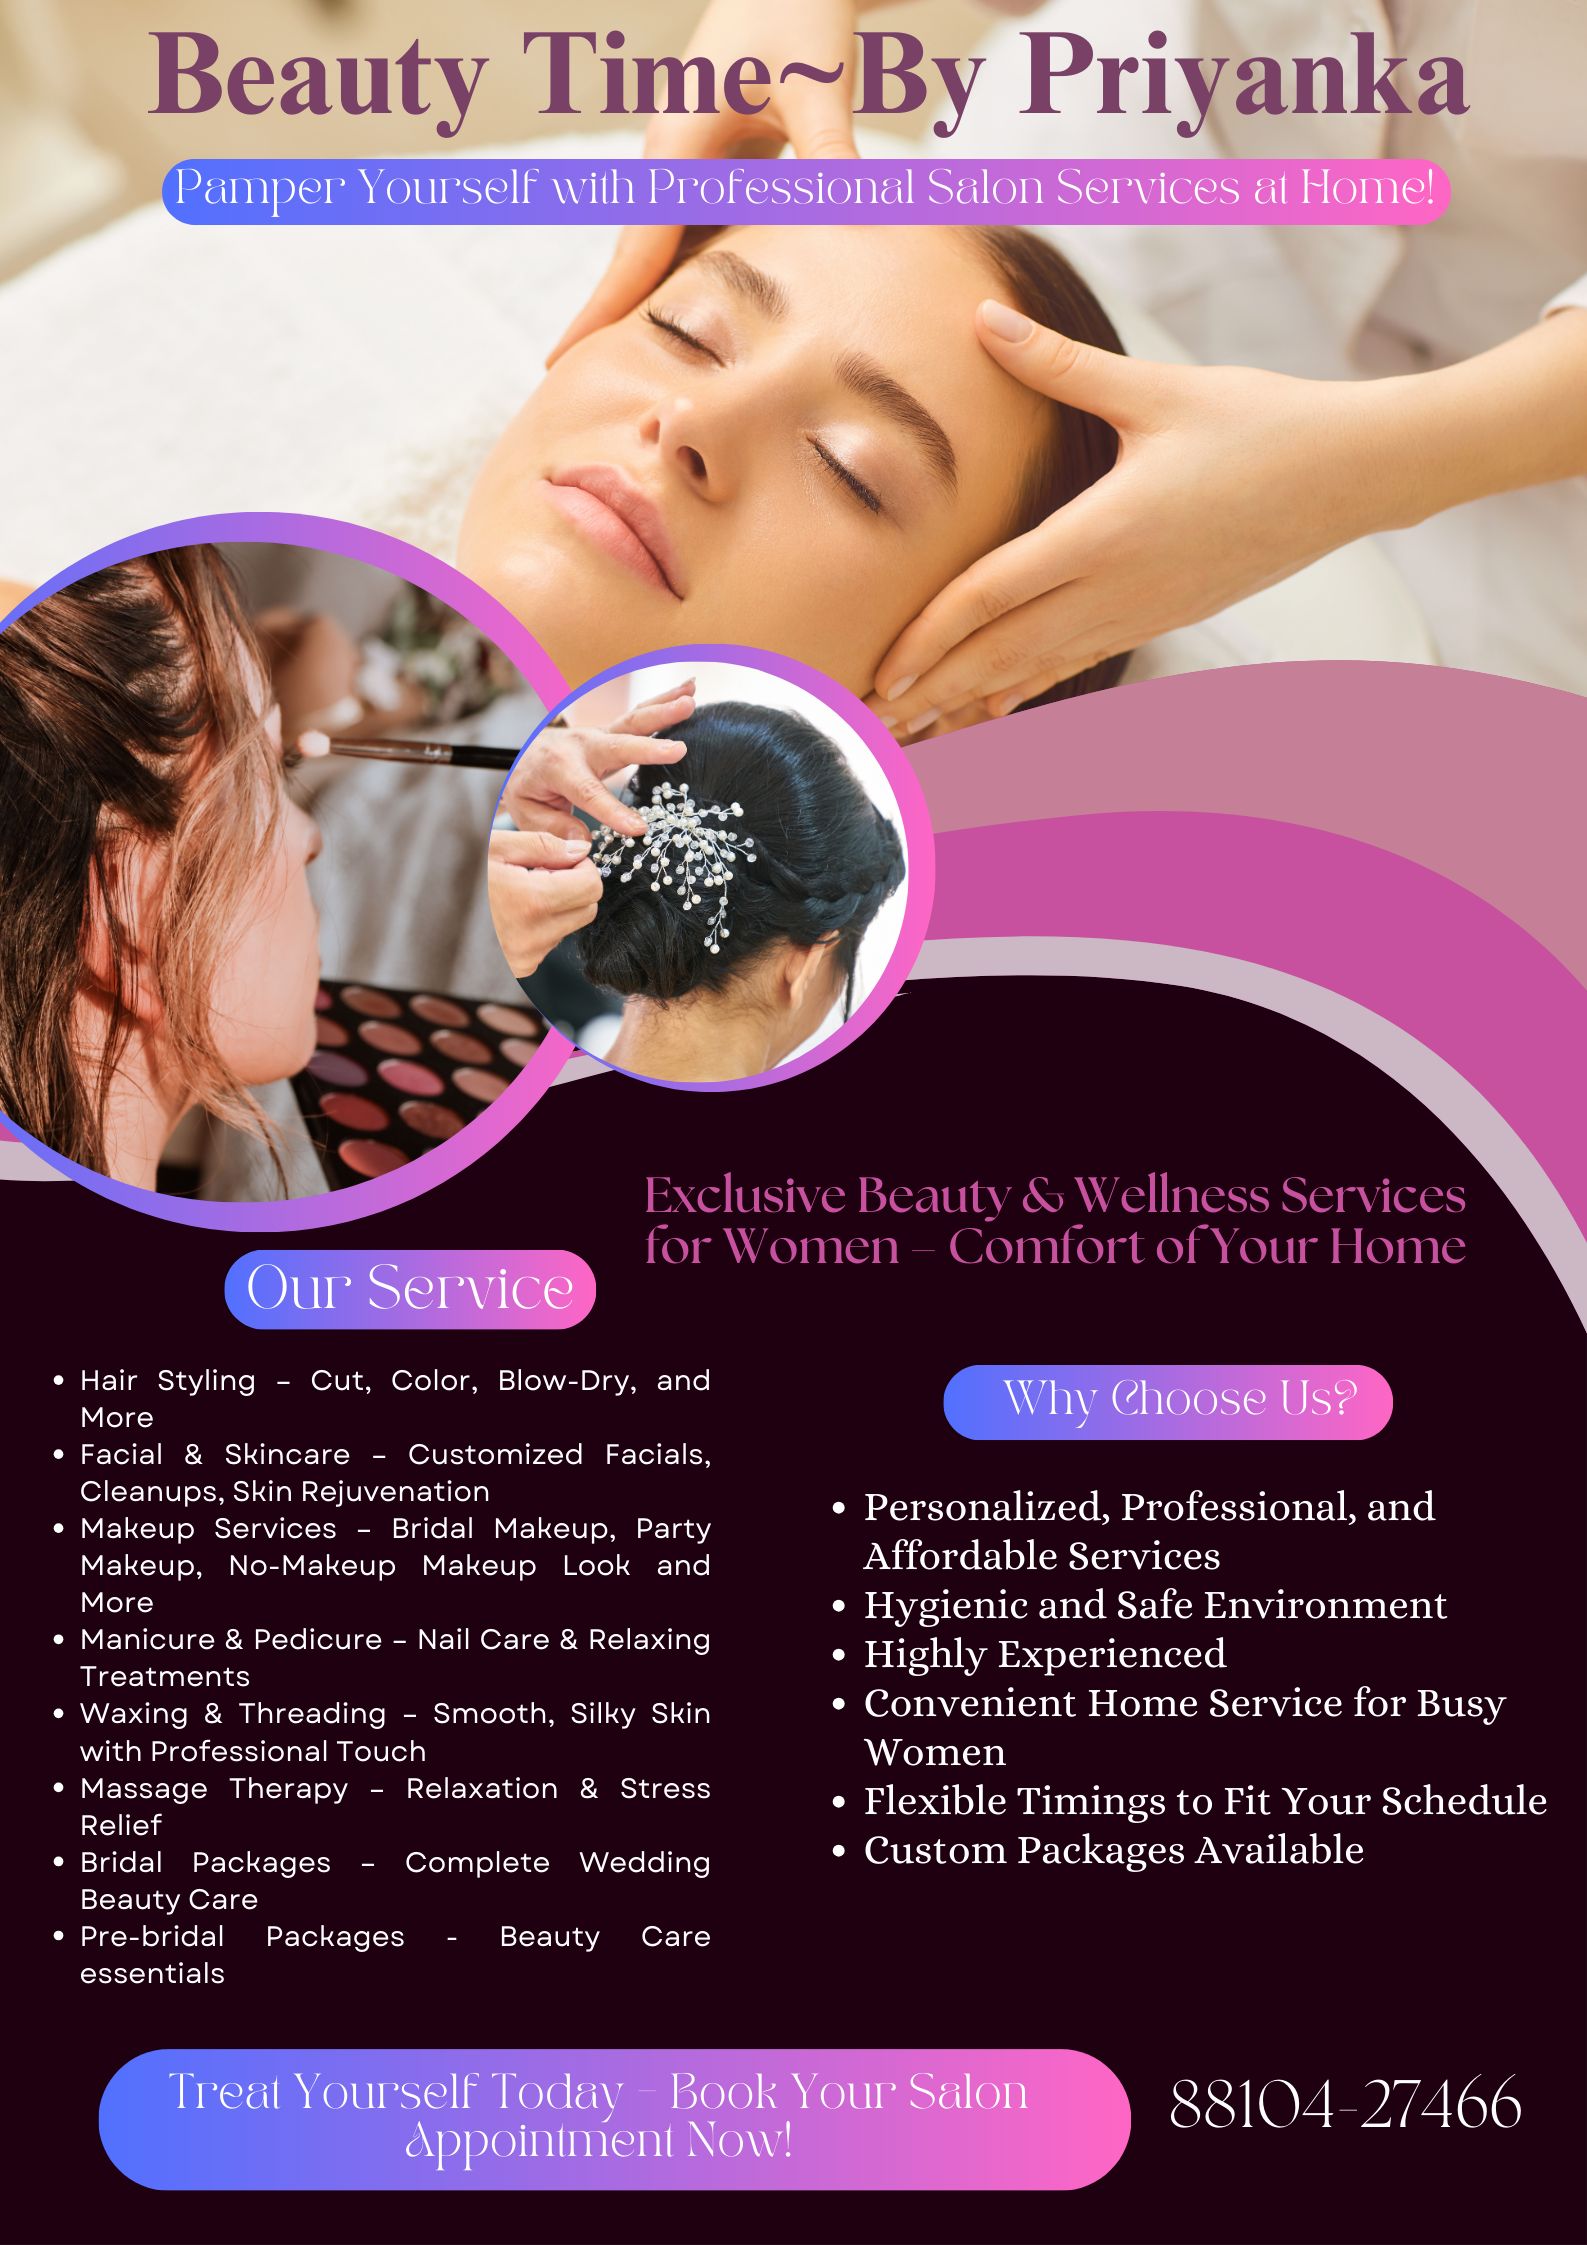 Beauty Time~By Priyanka
Pamper Yourself with Professional Salon Services at Home!
Exclusive Beauty & Wellness Services
for Women – Comfort of Your Home
Our Service
• Hair Styling – Cut, Color, Blow-Dry, and
More
• Facial & Skincare – Customized Facials,
Cleanups, Skin Rejuvenation
• Makeup Services – Bridal Makeup, Party
Makeup, No-Makeup Makeup Look and
More
• Manicure & Pedicure – Nail Care & Relaxing
Treatments
• Waxing & Threading – Smooth, Silky Skin
with Professional Touch
• Massage Therapy – Relaxation & Stress
Relief
• Bridal Packages – Complete Wedding
Beauty Care
• Pre-bridal Packages - Beauty Care
essentials
Why Choose Us?
• Personalized, Professional, and
Affordable Services
• Hygienic and Safe Environment
• Highly Experienced
• Convenient Home Service for Busy
Women
• Flexible Timings to Fit Your Schedule
• Custom Packages Available
Treat Yourself Today – Book Your Salon
Appointment Now!
88104-27466